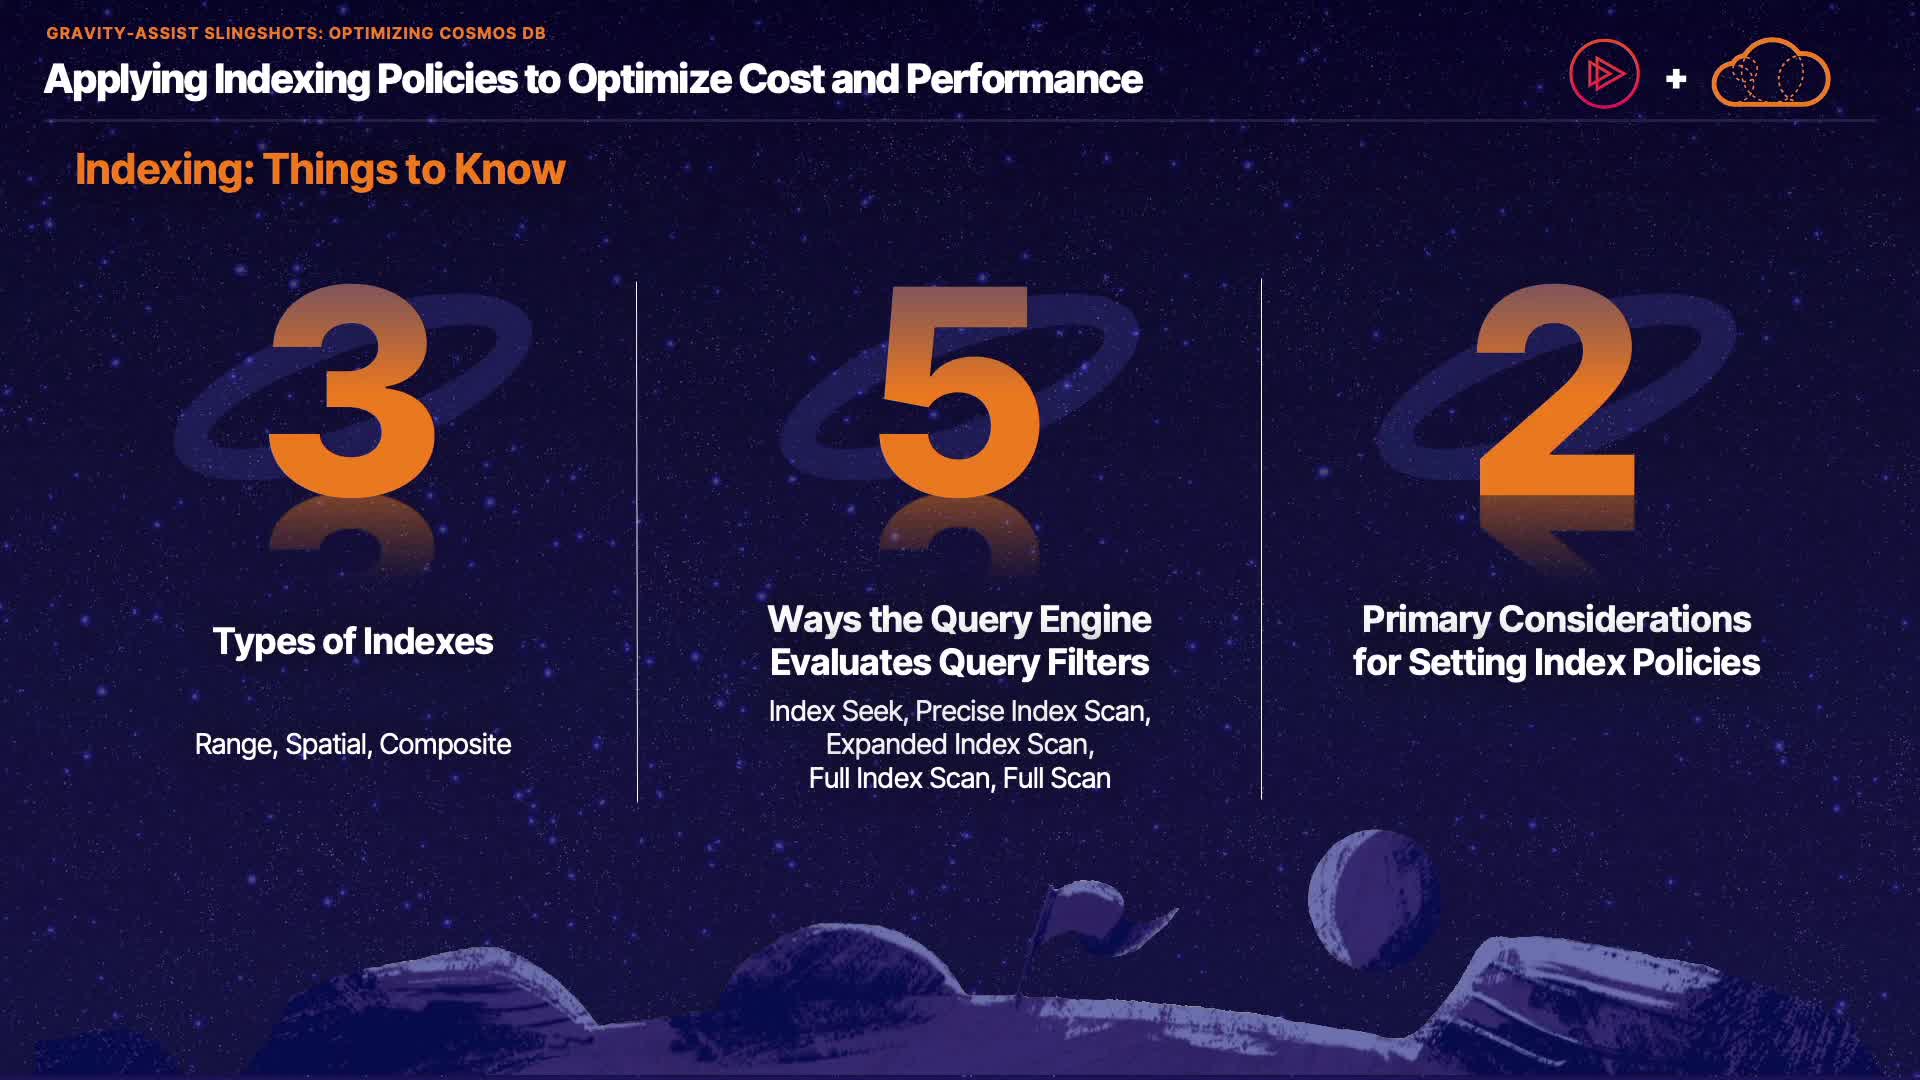 GRAVITY-ASSIST SLINGSHOTS: OPTIMIZING COSMOS DB
Applying Indexing Policies to Optimize Cost and Performance
+
Indexing: Things to Know
3
Types of Indexes
Range, Spatial, Composite
5
Ways the Query Engine
Evaluates Query Filters
Index Seek, Precise Index Scan,
Expanded Index Scan,
Full Index Scan, Full Scan
2
Primary Considerations
for Setting Index Policies